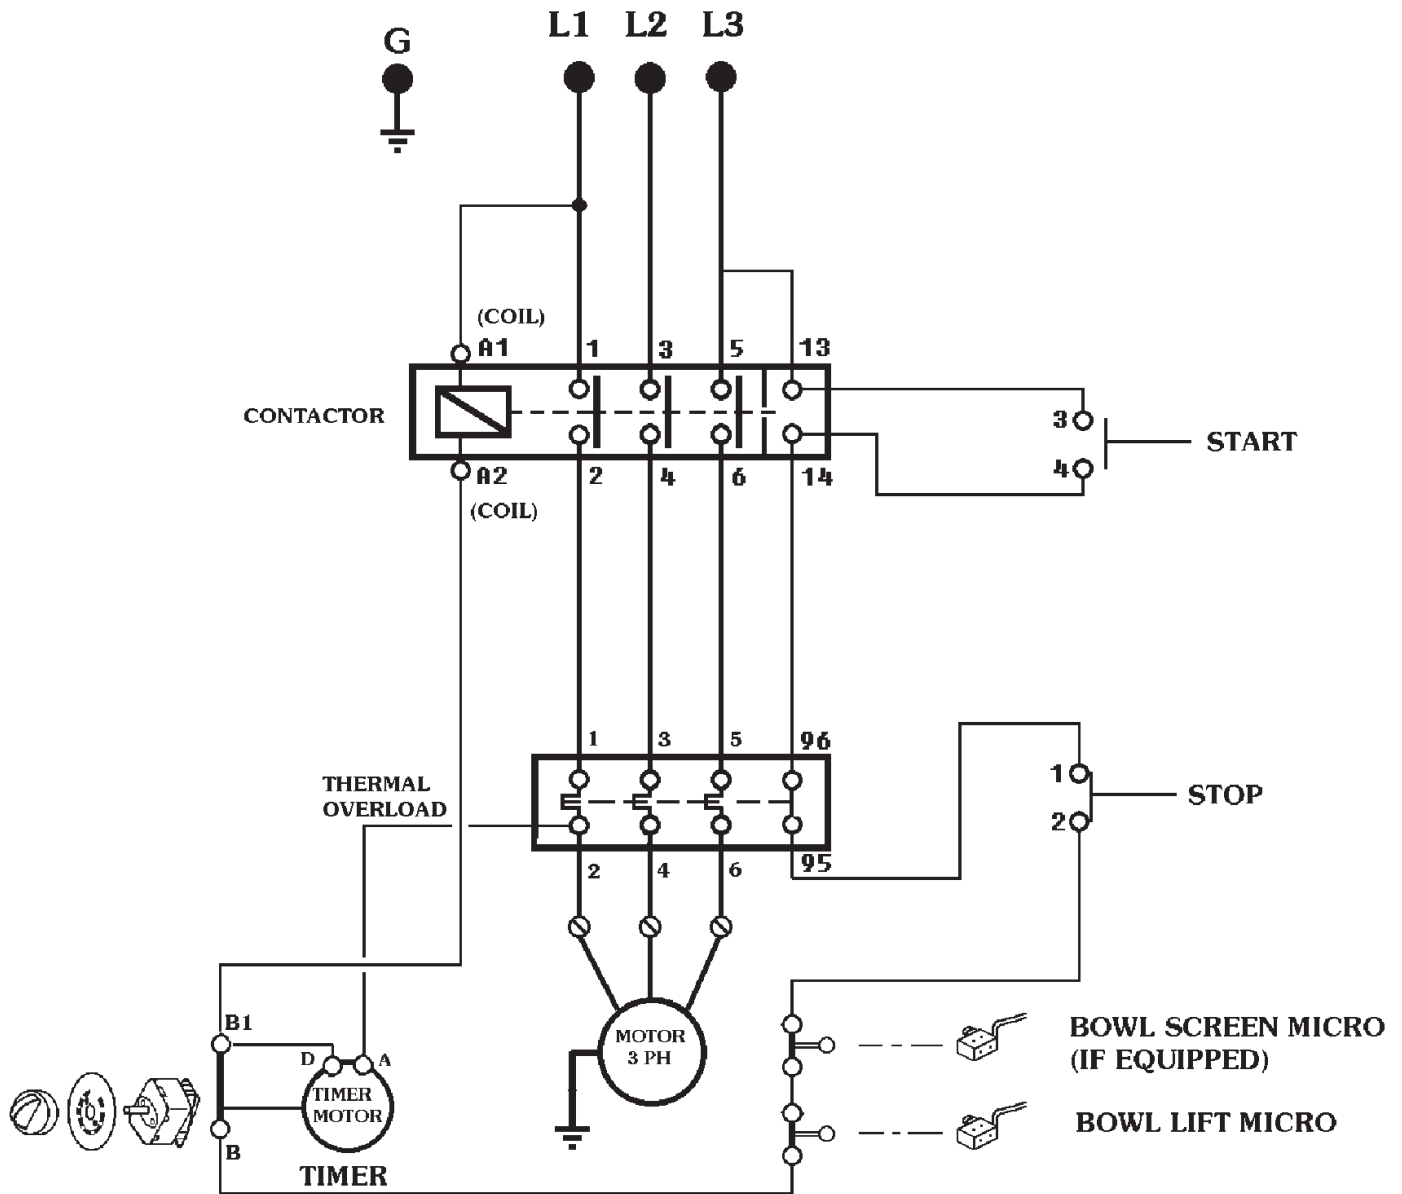 G
L1 L2 L3
(COIL)
A1 1 3 5 13
CONTACTOR
3
START
4
A2 2 4 6 14
(COIL)
1 3 5 96
THERMAL
OVERLOAD
1
STOP
2
2 4 6 95
B1
D A
TIMER
MOTOR
B
TIMER
MOTOR
3 PH
BOWL SCREEN MICRO
(IF EQUIPPED)
BOWL LIFT MICRO